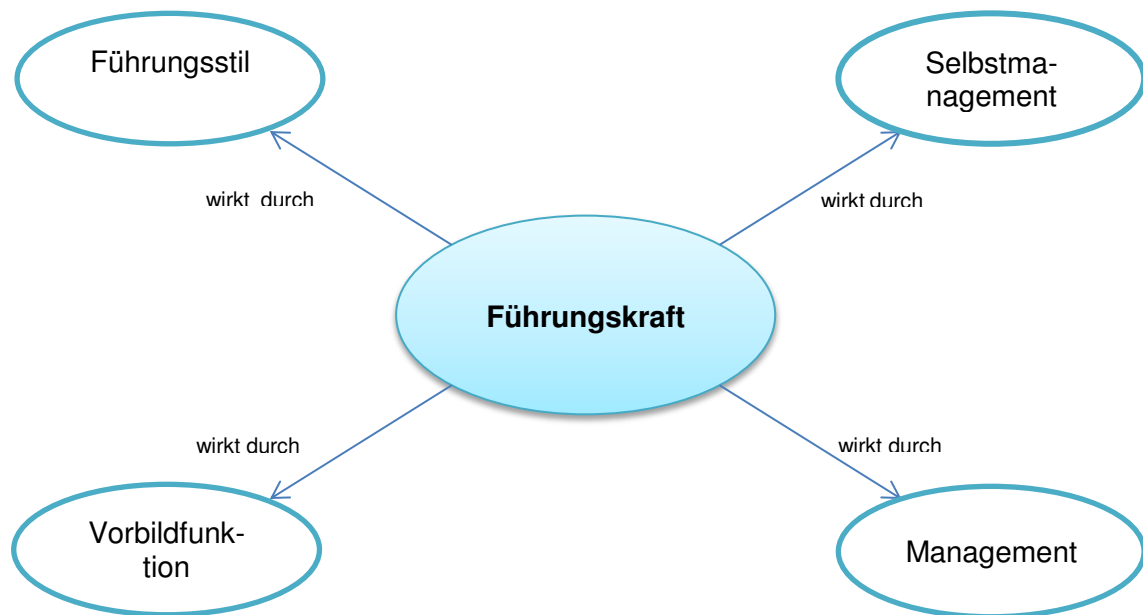 Führungsstil
Selbstma-
nagement
wirkt durch
wirkt durch
Führungskraft
wirkt durch
wirkt durch
Vorbildfunk-
tion
Management